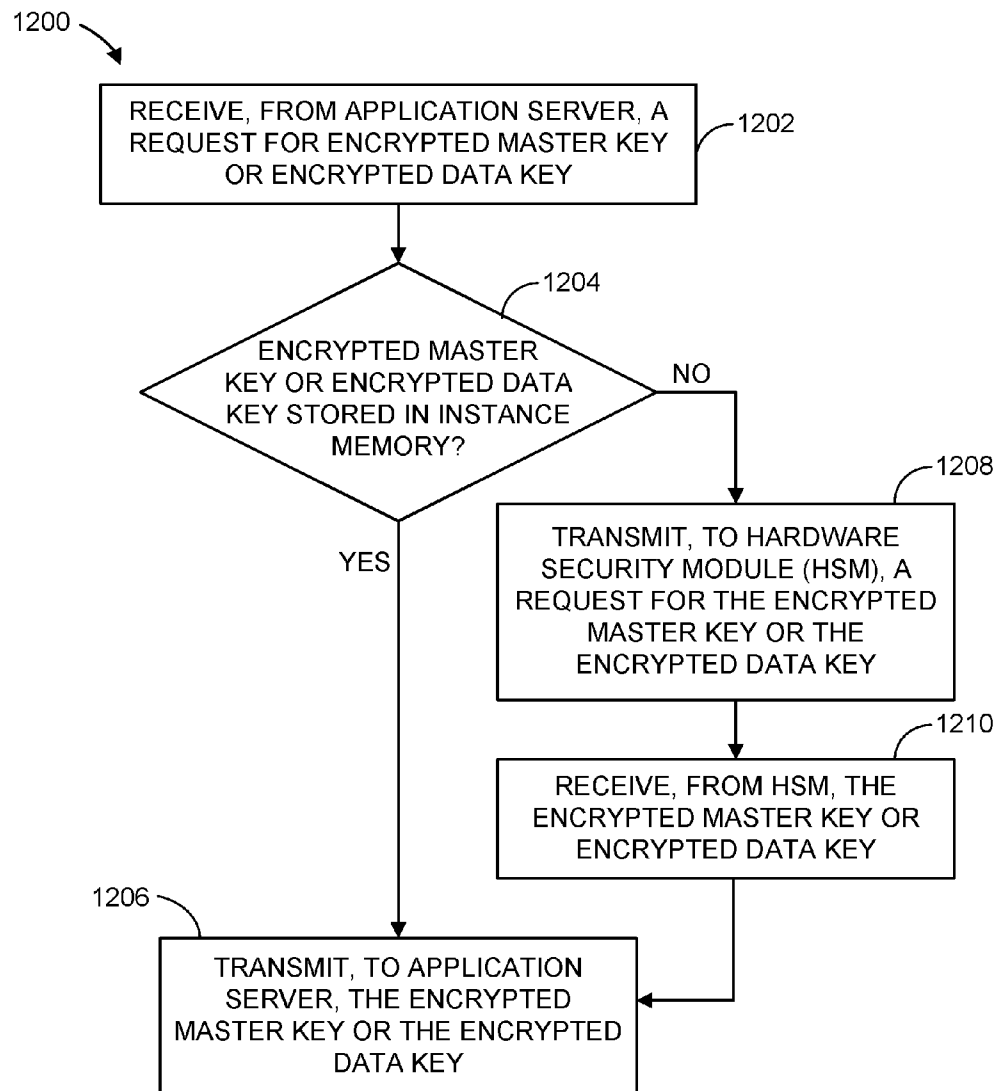 1200
RECEIVE, FROM APPLICATION SERVER, A
REQUEST FOR ENCRYPTED MASTER KEY
OR ENCRYPTED DATA KEY
1202
1204
ENCRYPTED MASTER
KEY OR ENCRYPTED DATA
KEY STORED IN INSTANCE
MEMORY?
NO
YES
1208
TRANSMIT, TO HARDWARE
SECURITY MODULE (HSM), A
REQUEST FOR THE ENCRYPTED
MASTER KEY OR THE
ENCRYPTED DATA KEY
1210
RECEIVE, FROM HSM, THE
ENCRYPTED MASTER KEY OR
ENCRYPTED DATA KEY
1206
TRANSMIT, TO APPLICATION
SERVER, THE ENCRYPTED
MASTER KEY OR THE ENCRYPTED
DATA KEY